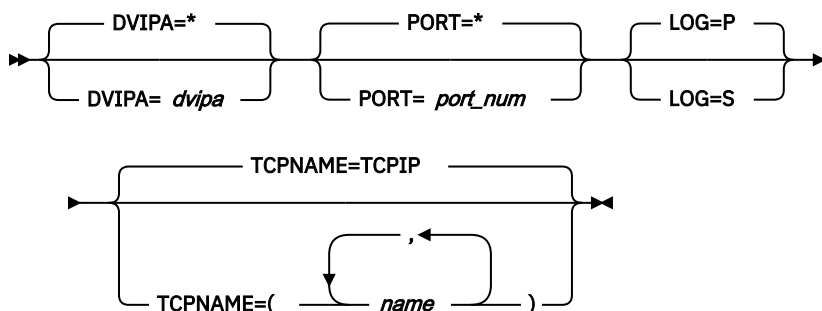 DVIPA=*
PORT=*
LOG=P
DVIPA= dvipa
PORT= port_num
LOG=S
TCPNAME=TCPIP
,
TCPNAME=( name )